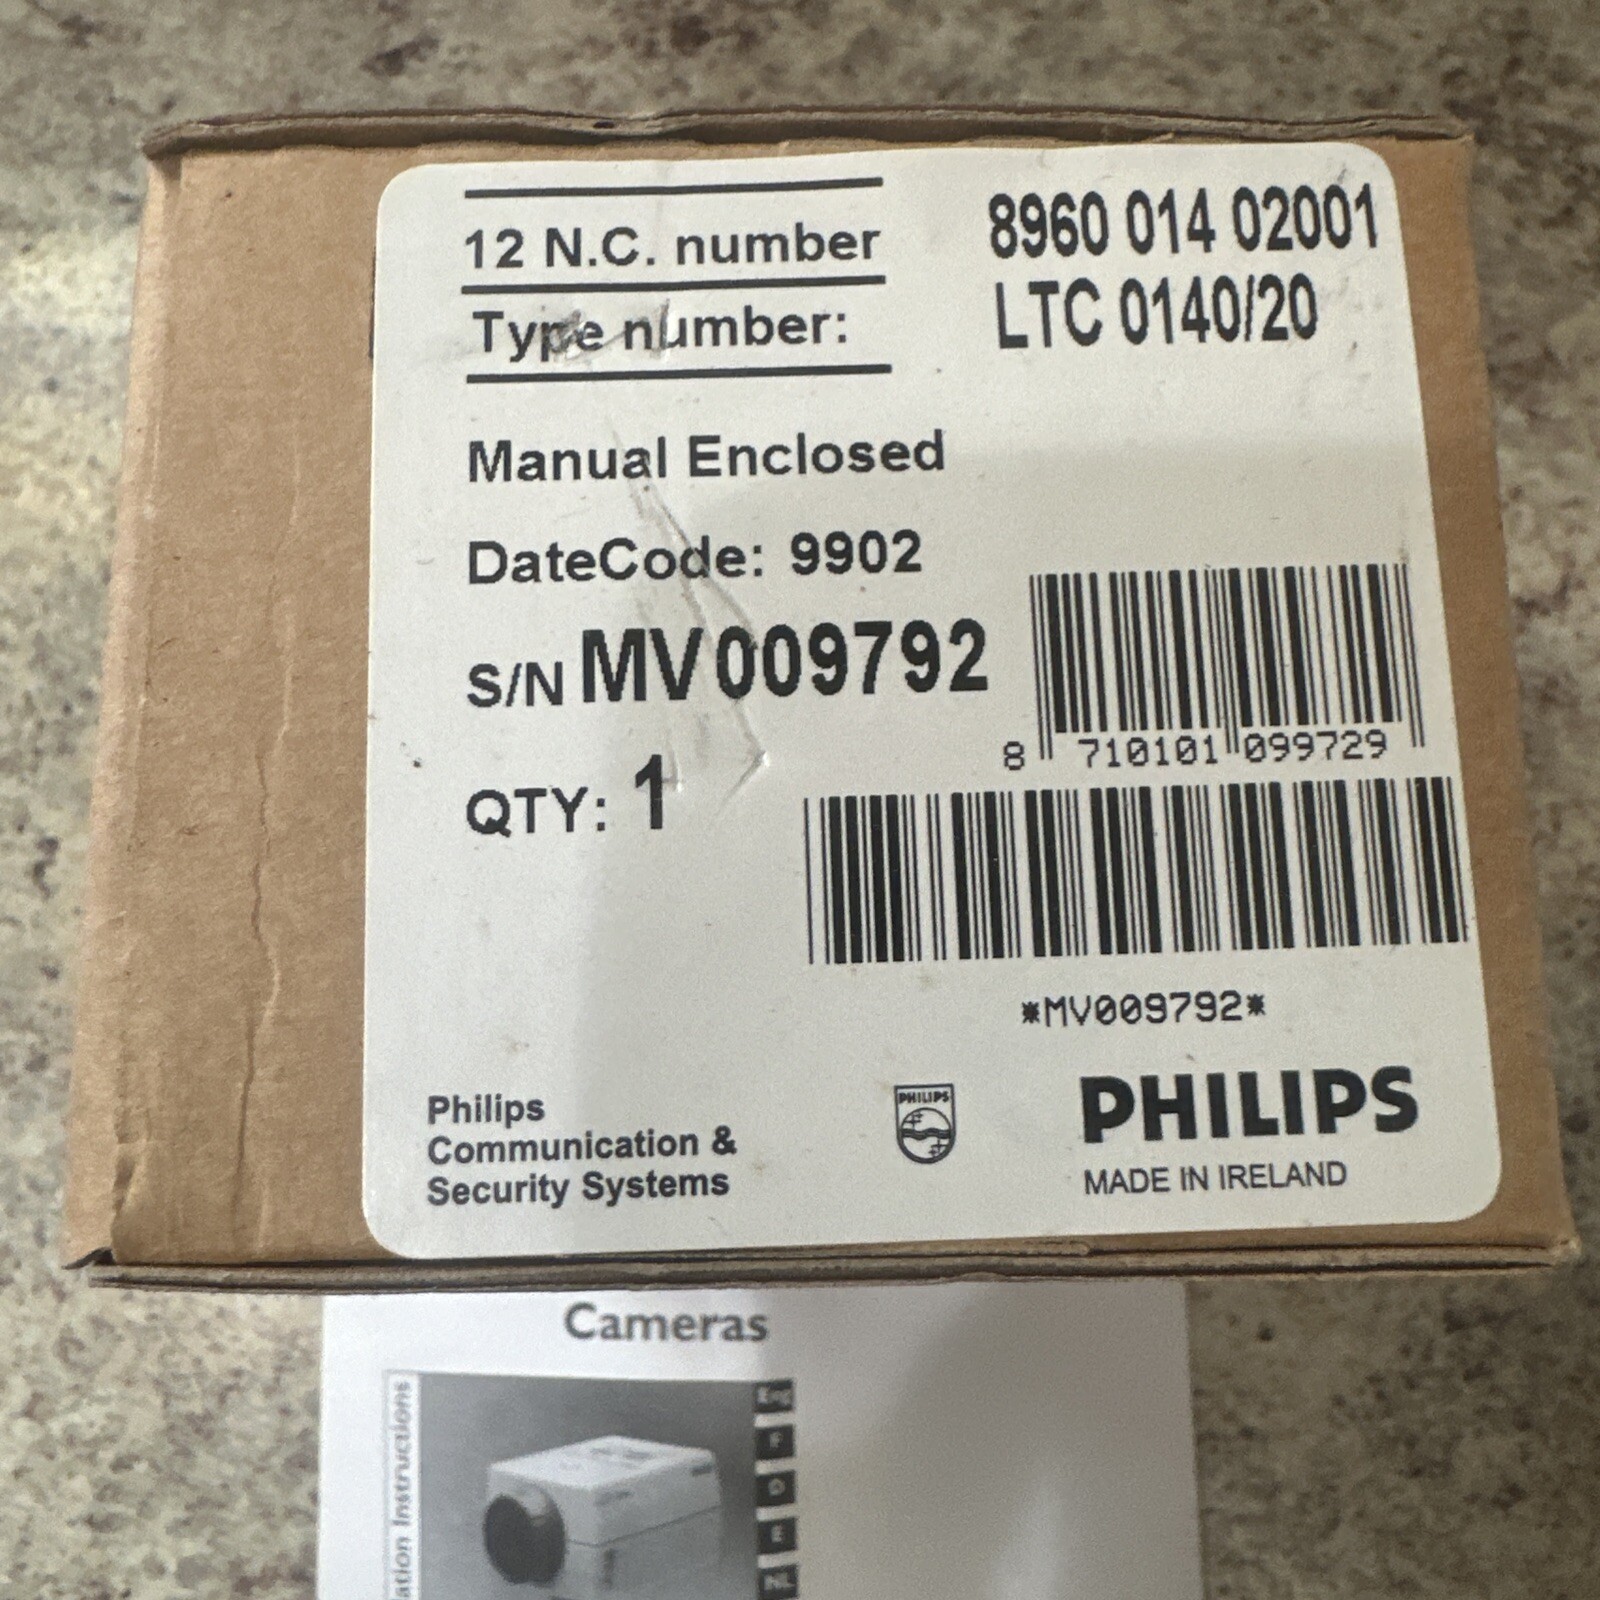 12 N.C. number 8960 014 02001
Type number: LTC 0140/20
Manual Enclosed
DateCode: 9902
S/N MV009792
8 710101 099729
QTY: 1
*MV009792*
Philips
Communication &
Security Systems
PHILIPS
PHILIPS
MADE IN IRELAND
Cameras
Instructions
F
D
E
NL